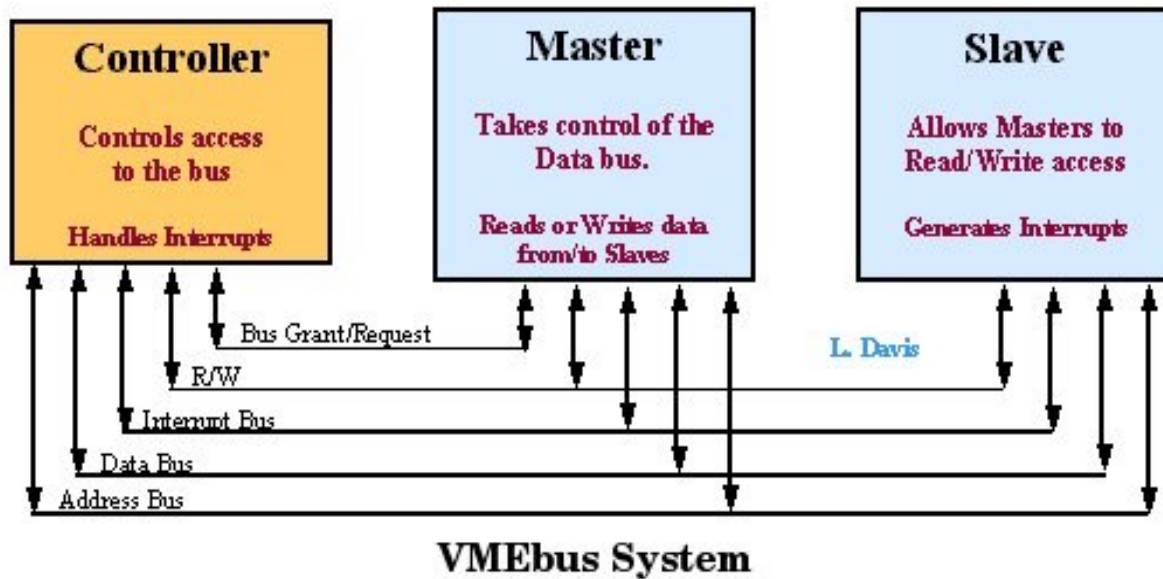 Controller
Controls access
to the bus
Handles Interrupts
Master
Takes control of the
Data bus.
Reads or Writes data
from/to Slaves
Slave
Allows Masters to
Read/Write access
Generates Interrupts
Bus Grant/Request
L. Davis
R/W
Interrupt Bus
Data Bus
Address Bus
VMEbus System